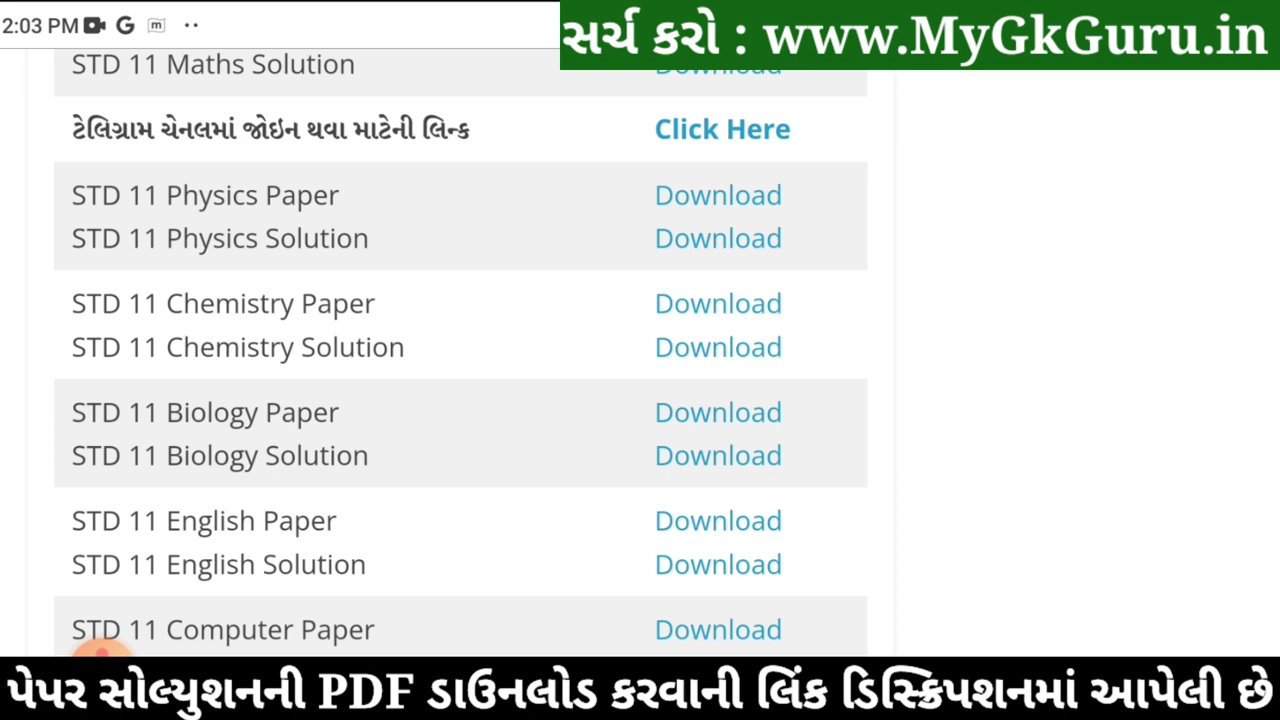 2:03 PM G m
સર્ચ કરો : www.MyGkGuru.in
STD 11 Maths Solution Download
ટેલિગ્રામ ચેનલમાં જોઇન થવા માટેની લિન્ક Click Here
STD 11 Physics Paper Download
STD 11 Physics Solution Download
STD 11 Chemistry Paper Download
STD 11 Chemistry Solution Download
STD 11 Biology Paper Download
STD 11 Biology Solution Download
STD 11 English Paper Download
STD 11 English Solution Download
STD 11 Computer Paper Download
પેપર સોલ્યુશનની PDF ડાઉનલોડ કરવાની લિંક ડિસ્ક્રિપશનમાં આપેલી છે